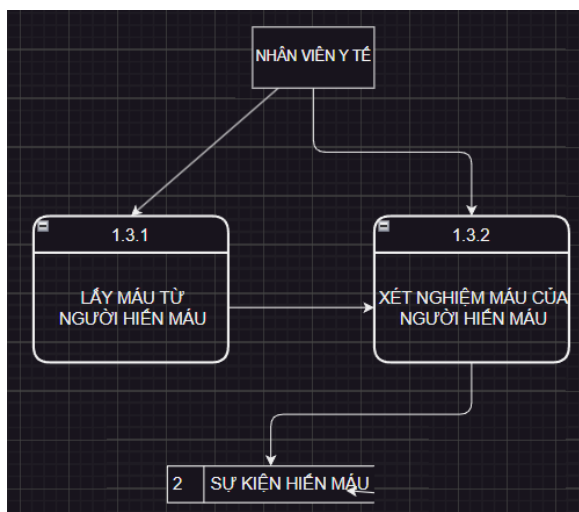 NHÂN VIÊN Y TẾ
1.3.1
LẤY MÁU TỪ
NGƯỜI HIẾN MÁU
1.3.2
XÉT NGHIỆM MÁU CỦA
NGƯỜI HIẾN MÁU
2 SỰ KIỆN HIẾN MÁU